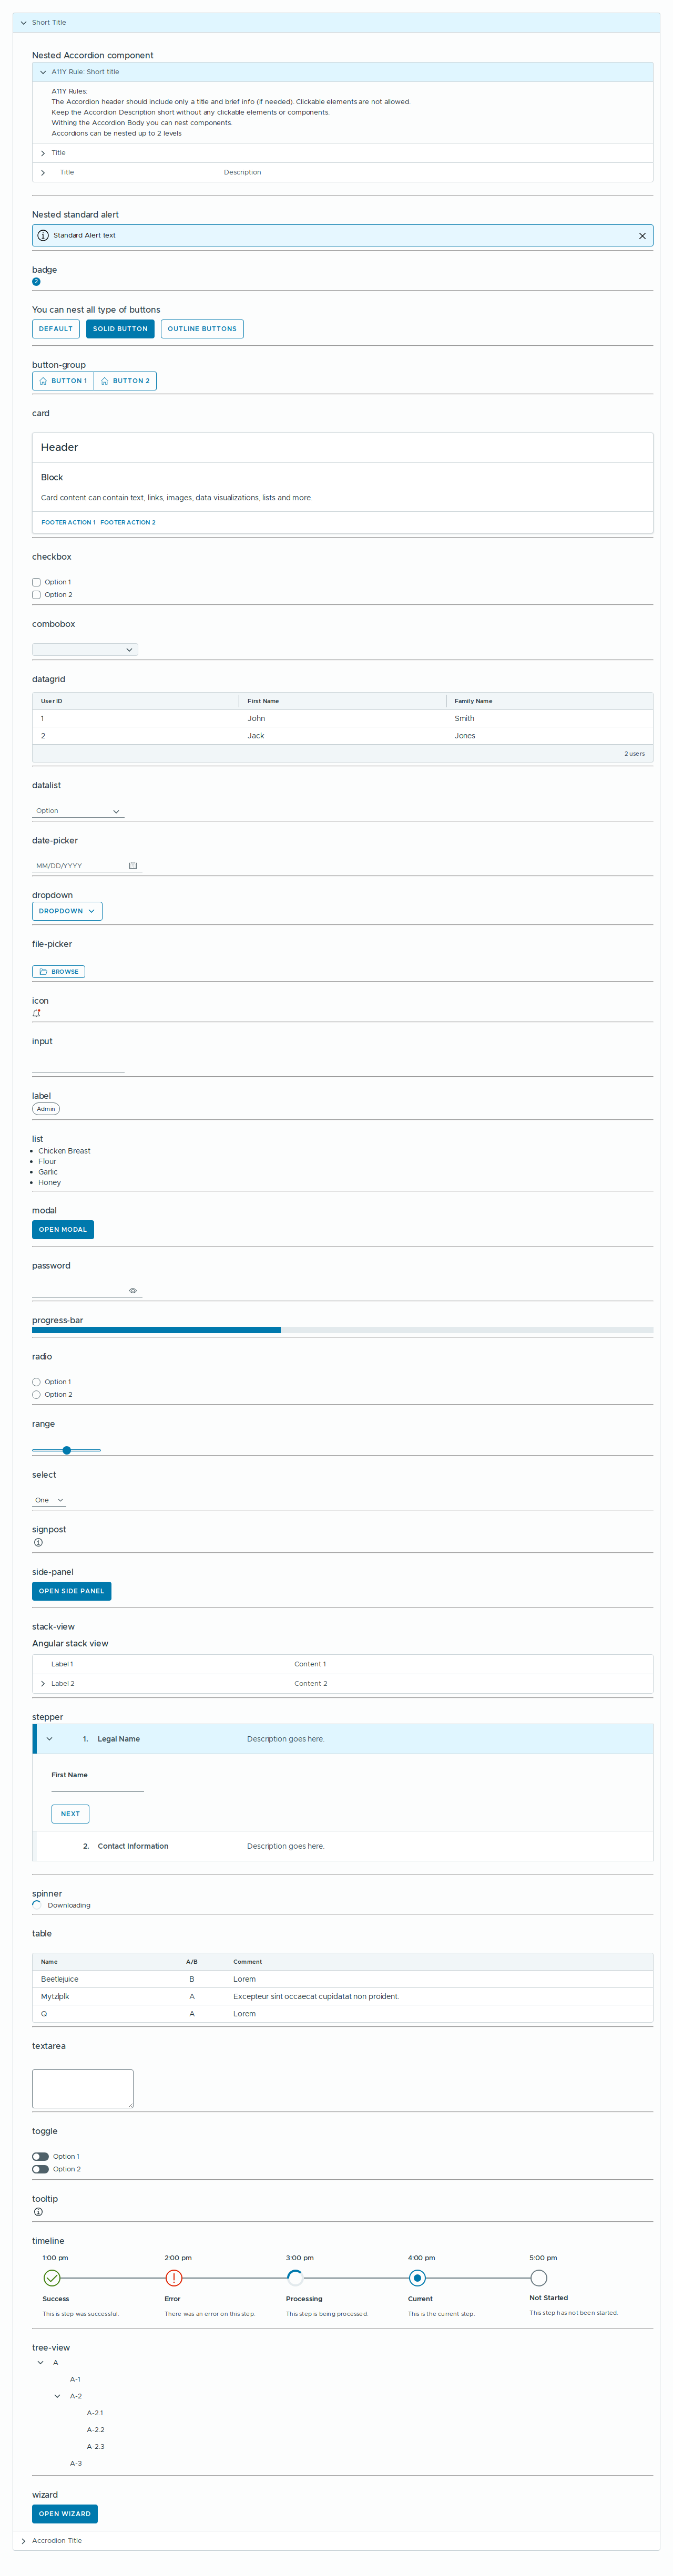 Short Title
Nested Accordion component
A11Y Rule: Short title
A11Y Rules:
The Accordion header should include only a title and brief info (if needed). Clickable elements are not allowed.
Keep the Accordion Description short without any clickable elements or components.
Withing the Accordion Body you can nest components.
Accordions can be nested up to 2 levels
Title
Title Description
Nested standard alert
Standard Alert text
badge
2
You can nest all type of buttons
DEFAULT SOLID BUTTON OUTLINE BUTTONS
button-group
BUTTON 1 BUTTON 2
card
Header
Block
Card content can contain text, links, images, data visualizations, lists and more.
FOOTER ACTION 1 FOOTER ACTION 2
checkbox
Option 1
Option 2
combobox
datagrid
User ID First Name Family Name
1 John Smith
2 Jack Jones
2 users
datalist
Option
date-picker
MM/DD/YYYY
dropdown
DROPDOWN
file-picker
BROWSE
icon
input
label
Admin
list
Chicken Breast
Flour
Garlic
Honey
modal
OPEN MODAL
password
progress-bar
radio
Option 1
Option 2
range
select
One
signpost
side-panel
OPEN SIDE PANEL
stack-view
Angular stack view
Label 1 Content 1
Label 2 Content 2
stepper
1. Legal Name Description goes here.
First Name
NEXT
2. Contact Information Description goes here.
spinner
Downloading
table
Name A/B Comment
Beetlejuice B Lorem
Mytzlplk A Excepteur sint occaecat cupidatat non proident.
Q A Lorem
textarea
toggle
Option 1
Option 2
tooltip
timeline
1:00 pm 2:00 pm 3:00 pm 4:00 pm 5:00 pm
Success Error Processing Current Not Started
This is step was successful. There was an error on this step. This step is being processed. This is the current step. This step has not been started.
tree-view
A
A-1
A-2
A-2.1
A-2.2
A-2.3
A-3
wizard
OPEN WIZARD
Accrodion Title